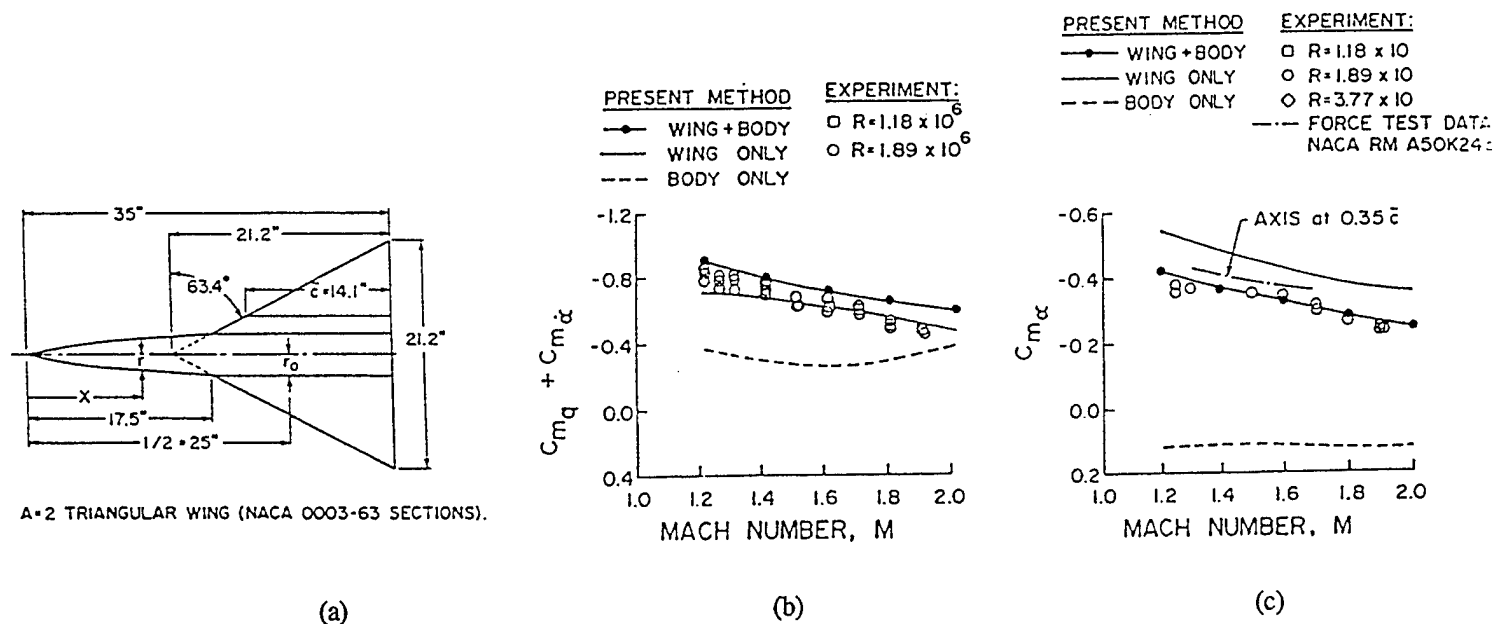 35"
21.2"
63.4°
c̄=14.1"
21.2"
r
r₀
X
17.5"
1/2 = 25"
A=2 TRIANGULAR WING (NACA 0003-63 SECTIONS).
(a)
PRESENT METHOD EXPERIMENT:
WING+BODY R=1.18 x 10⁶
WING ONLY R=1.89 x 10⁶
BODY ONLY
-1.2
-0.8
-0.4
0.0
0.4
Cmq + Cmα̇
1.0 1.2 1.4 1.6 1.8 2.0
MACH NUMBER, M
(b)
PRESENT METHOD EXPERIMENT:
WING+BODY R=1.18 x 10
WING ONLY R=1.89 x 10
BODY ONLY R=3.77 x 10
FORCE TEST DATA
NACA RM A50K24
-0.6
-0.4
-0.2
0.0
0.2
Cmα
AXIS at 0.35 c̄
1.0 1.2 1.4 1.6 1.8 2.0
MACH NUMBER, M
(c)